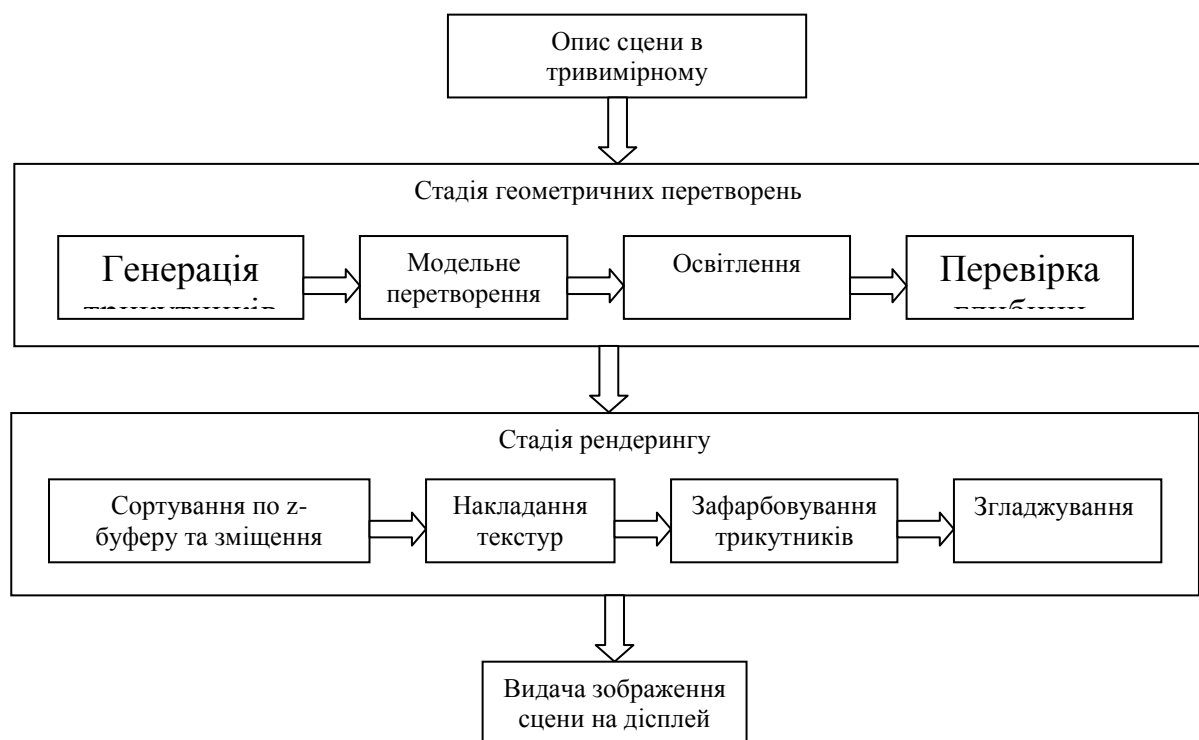 Опис сцени в
тривимірному
Стадія геометричних перетворень
Генерація
Модельне
перетворення
Освітлення
Перевірка
Стадія рендерингу
Сортування по z-
буферу та зміщення
Накладання
текстур
Зафарбовування
трикутників
Згладжування
Видача зображення
сцени на дісплей